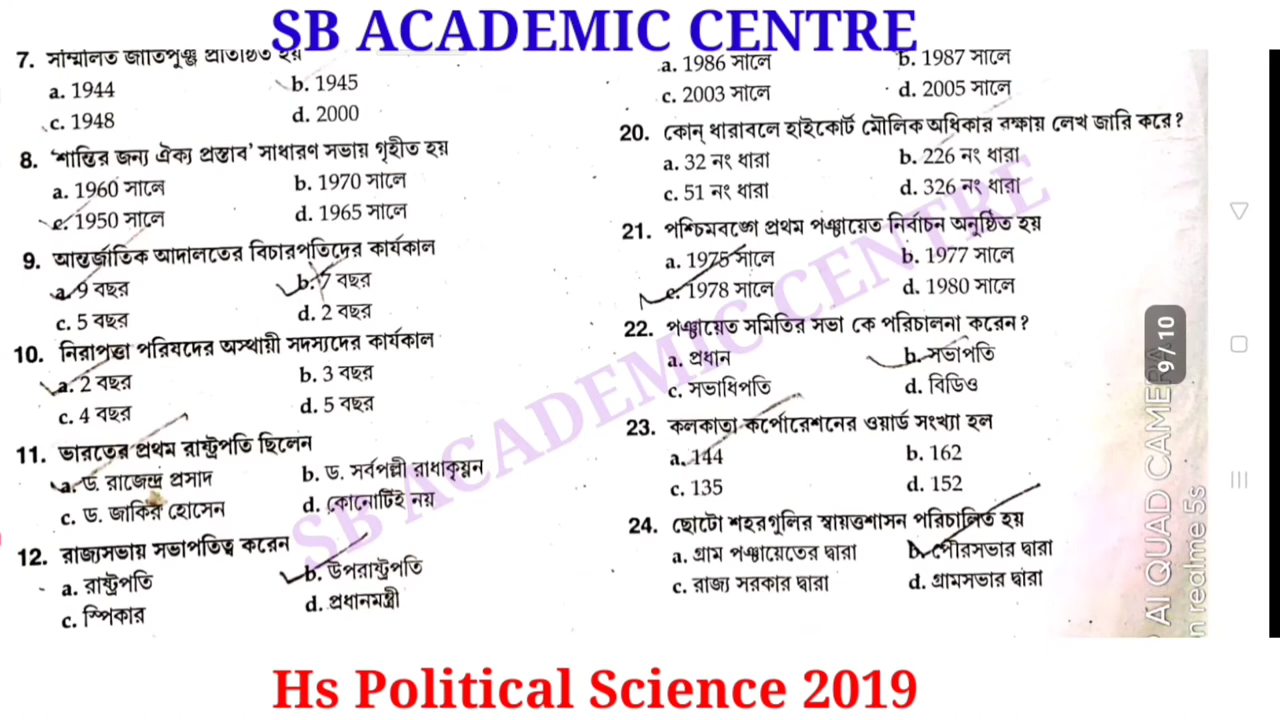 SB ACADEMIC CENTRE
7. সম্মিলিত জাতিপুঞ্জ প্রতিষ্ঠিত হয়
a. 1944 b. 1945
c. 1948 d. 2000
8. 'শান্তির জন্য ঐক্য প্রস্তাব' সাধারণ সভায় গৃহীত হয়
a. 1960 সালে b. 1970 সালে
c. 1950 সালে d. 1965 সালে
9. আন্তর্জাতিক আদালতের বিচারপতিদের কার্যকাল
a. 9 বছর b. 7 বছর
c. 5 বছর d. 2 বছর
10. নিরাপত্তা পরিষদের অস্থায়ী সদস্যদের কার্যকাল
a. 2 বছর b. 3 বছর
c. 4 বছর d. 5 বছর
11. ভারতের প্রথম রাষ্ট্রপতি ছিলেন
a. ড. রাজেন্দ্র প্রসাদ b. ড. সর্বপল্লী রাধাকৃষ্ণন
c. ড. জাকির হোসেন d. কোনোটিই নয়
12. রাজ্যসভায় সভাপতিত্ব করেন
a. রাষ্ট্রপতি b. উপরাষ্ট্রপতি
c. স্পিকার d. প্রধানমন্ত্রী
a. 1986 সালে b. 1987 সালে
c. 2003 সালে d. 2005 সালে
20. কোন্ ধারাবলে হাইকোর্ট মৌলিক অধিকার রক্ষায় লেখ জারি করে?
a. 32 নং ধারা b. 226 নং ধারা
c. 51 নং ধারা d. 326 নং ধারা
21. পশ্চিমবঙ্গে প্রথম পঞ্চায়েত নির্বাচন অনুষ্ঠিত হয়
a. 1975 সালে b. 1977 সালে
c. 1978 সালে d. 1980 সালে
22. পঞ্চায়েত সমিতির সভা কে পরিচালনা করেন?
a. প্রধান b. সভাপতি
c. সভাধিপতি d. বিডিও
23. কলকাতা কর্পোরেশনের ওয়ার্ড সংখ্যা হল
a. 144 b. 162
c. 135 d. 152
24. ছোটো শহরগুলির স্বায়ত্তশাসন পরিচালিত হয়
a. গ্রাম পঞ্চায়েতের দ্বারা b. পৌরসভার দ্বারা
c. রাজ্য সরকার দ্বারা d. গ্রামসভার দ্বারা
SB ACADEMIC CENTRE
9/10
AI QUAD CAMERA
n realme 5s
Hs Political Science 2019